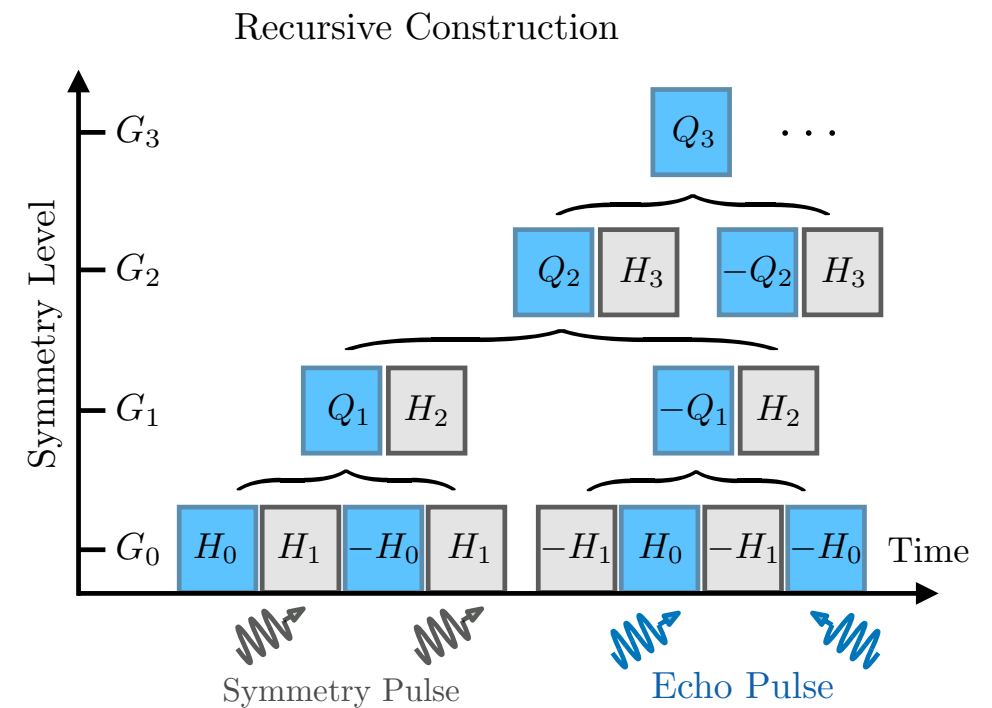 Recursive Construction
Symmetry Level
G₃ Q₃ . . .
G₂ Q₂ H₃ −Q₂ H₃
G₁ Q₁ H₂ −Q₁ H₂
G₀ H₀ H₁ −H₀ H₁ −H₁ H₀ −H₁ −H₀ Time
Symmetry Pulse Echo Pulse